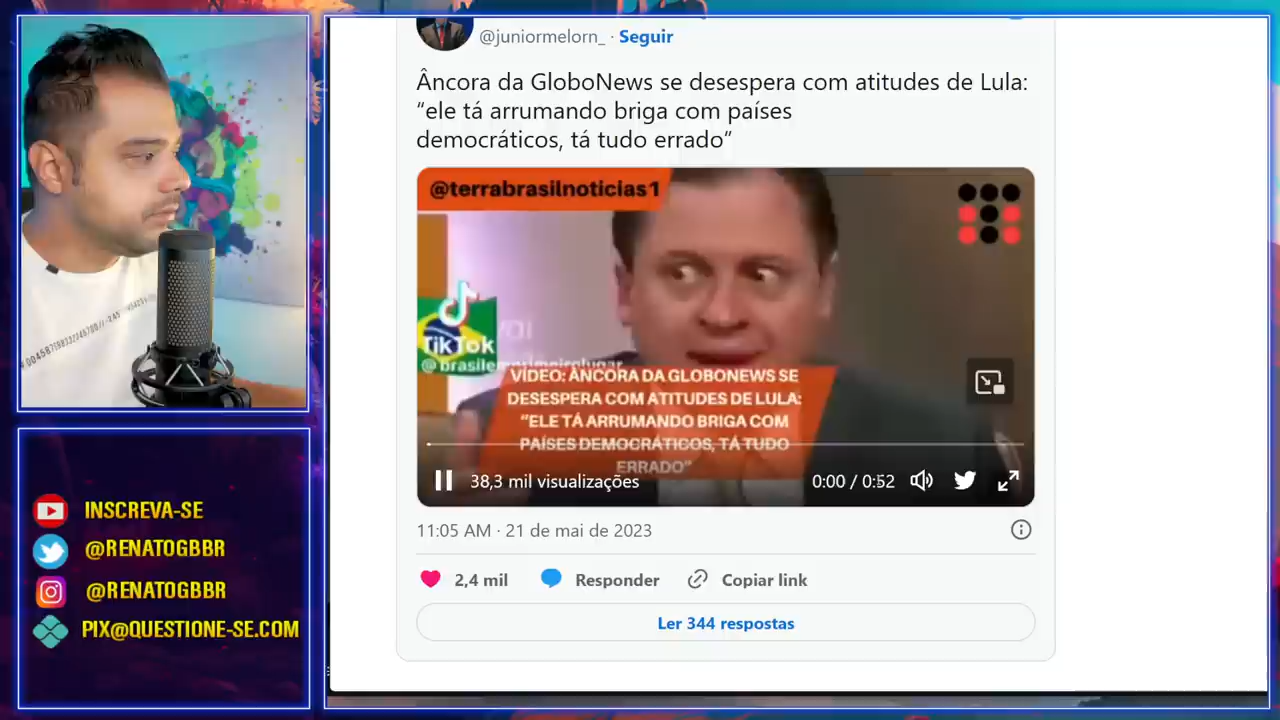 @juniormelorn_ · Seguir
Âncora da GloboNews se desespera com atitudes de Lula:
“ele tá arrumando briga com países
democráticos, tá tudo errado”
@terrabrasilnoticias1
TikTok
@brasilemprimeirolugar
VÍDEO: ÂNCORA DA GLOBONEWS SE
DESESPERA COM ATITUDES DE LULA:
“ELE TÁ ARRUMANDO BRIGA COM
PAÍSES DEMOCRÁTICOS, TÁ TUDO
ERRADO”
38,3 mil visualizações
0:00 / 0:52
11:05 AM · 21 de mai de 2023
2,4 mil
Responder
Copiar link
Ler 344 respostas
INSCREVA-SE
@RENATOGBBR
@RENATOGBBR
PIX@QUESTIONE-SE.COM